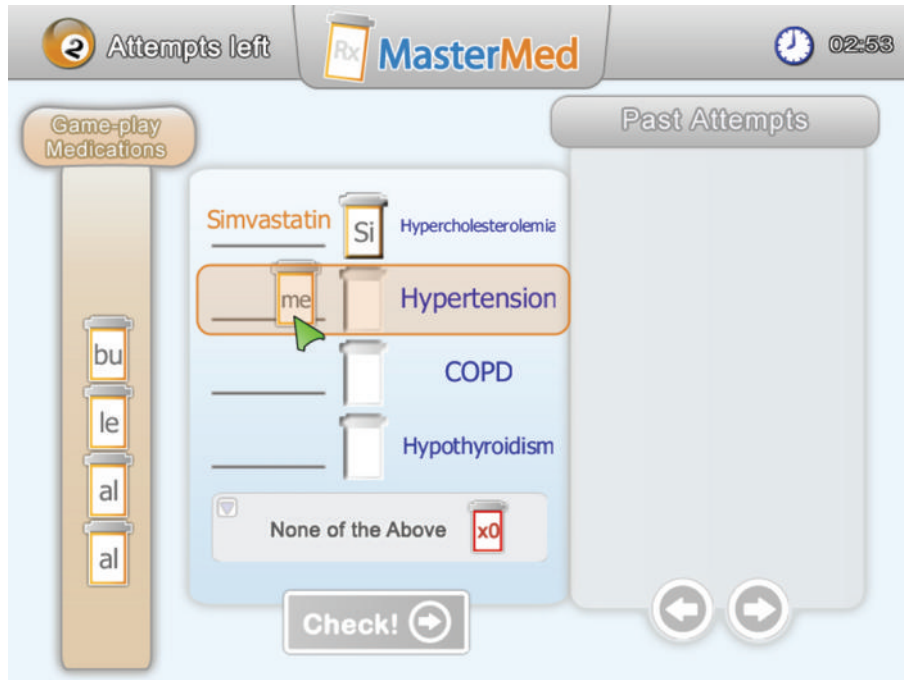 2 Attempts left
Rx MasterMed
02:53
Game-play
Medications
Past Attempts
Simvastatin Si Hypercholesterolemia
me Hypertension
bu
COPD
le
Hypothyroidism
al
None of the Above x0
al
Check!